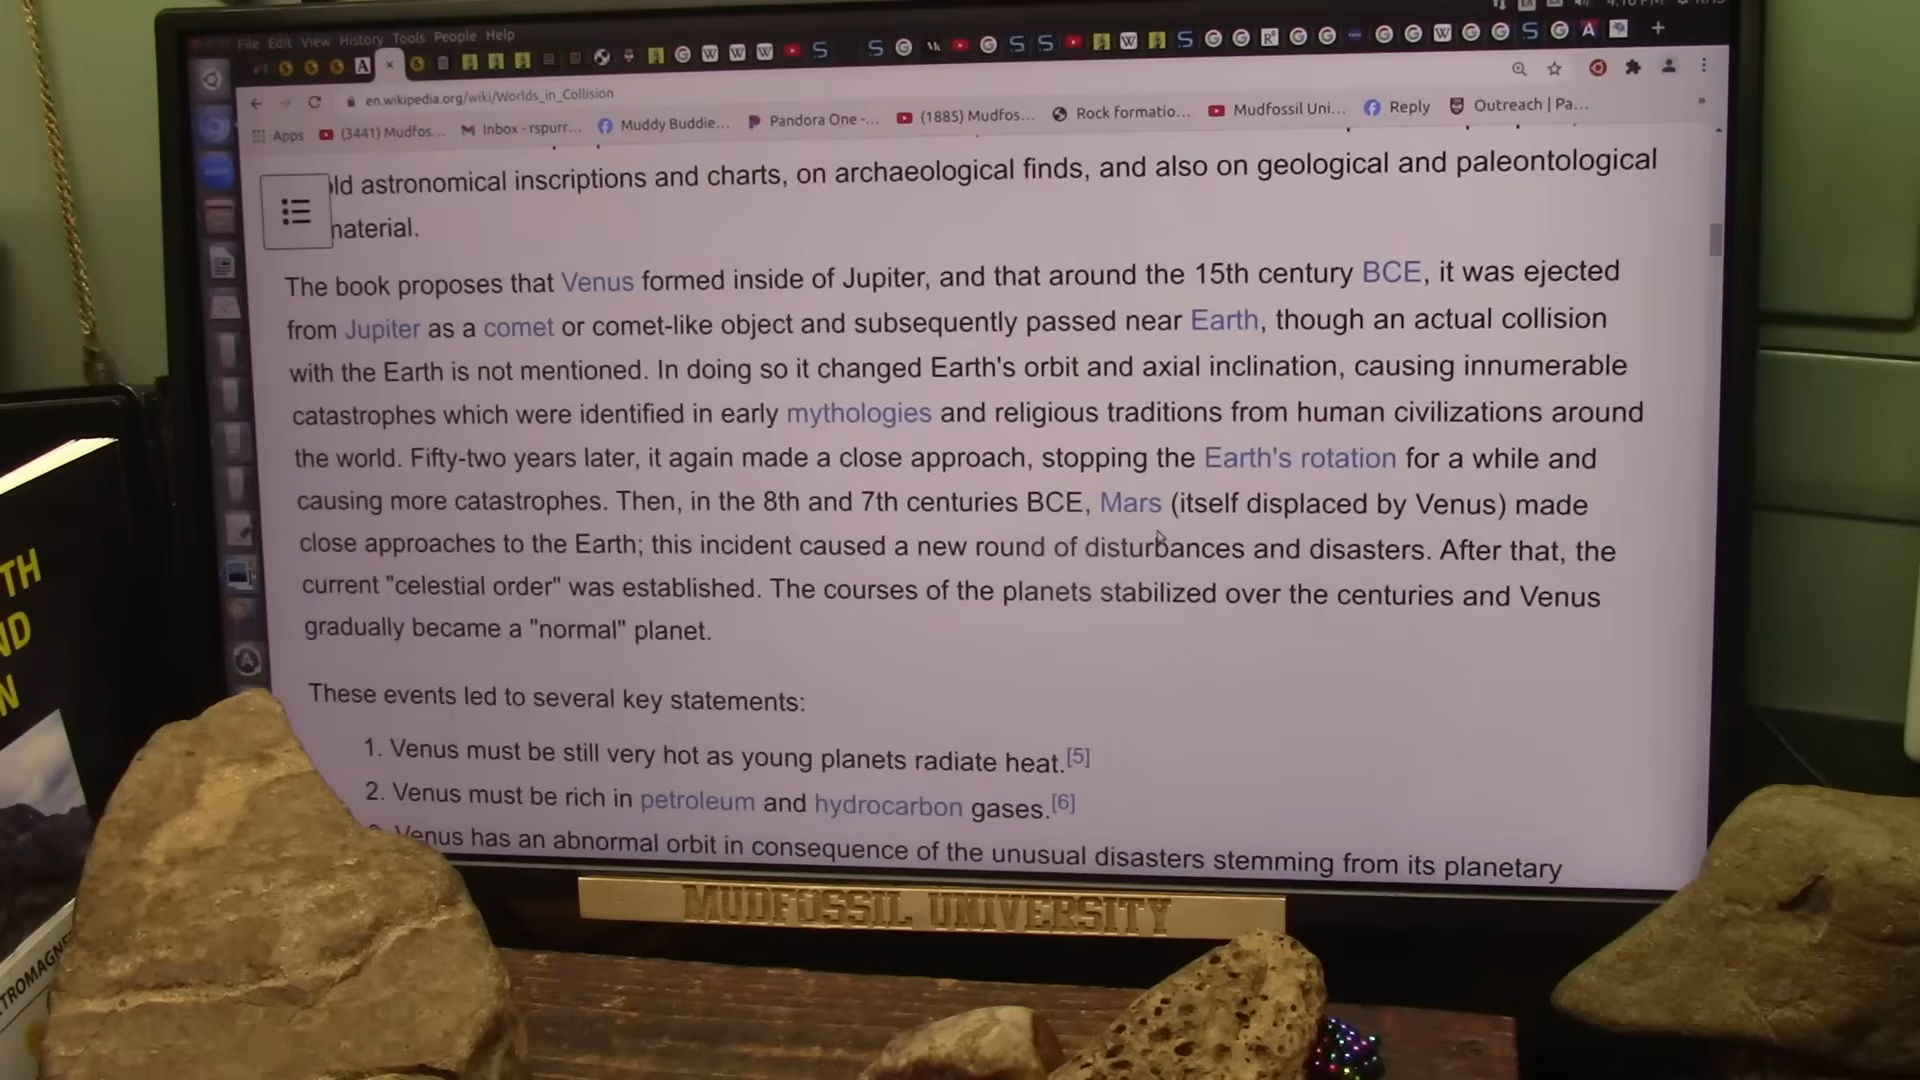 File Edit View History Tools People Help
en.wikipedia.org/wiki/Worlds_in_Collision
Apps (3441) Mudfos... Inbox - rspurr... Muddy Buddie... Pandora One -... (1885) Mudfos... Rock formatio... Mudfossil Uni... Reply Outreach | Pa...
ld astronomical inscriptions and charts, on archaeological finds, and also on geological and paleontological
material.
The book proposes that Venus formed inside of Jupiter, and that around the 15th century BCE, it was ejected
from Jupiter as a comet or comet-like object and subsequently passed near Earth, though an actual collision
with the Earth is not mentioned. In doing so it changed Earth's orbit and axial inclination, causing innumerable
catastrophes which were identified in early mythologies and religious traditions from human civilizations around
the world. Fifty-two years later, it again made a close approach, stopping the Earth's rotation for a while and
causing more catastrophes. Then, in the 8th and 7th centuries BCE, Mars (itself displaced by Venus) made
close approaches to the Earth; this incident caused a new round of disturbances and disasters. After that, the
current "celestial order" was established. The courses of the planets stabilized over the centuries and Venus
gradually became a "normal" planet.
These events led to several key statements:
1. Venus must be still very hot as young planets radiate heat.[5]
2. Venus must be rich in petroleum and hydrocarbon gases.[6]
Venus has an abnormal orbit in consequence of the unusual disasters stemming from its planetary
MUDFOSSIL UNIVERSITY
TH
ND
N
TROMAGNE